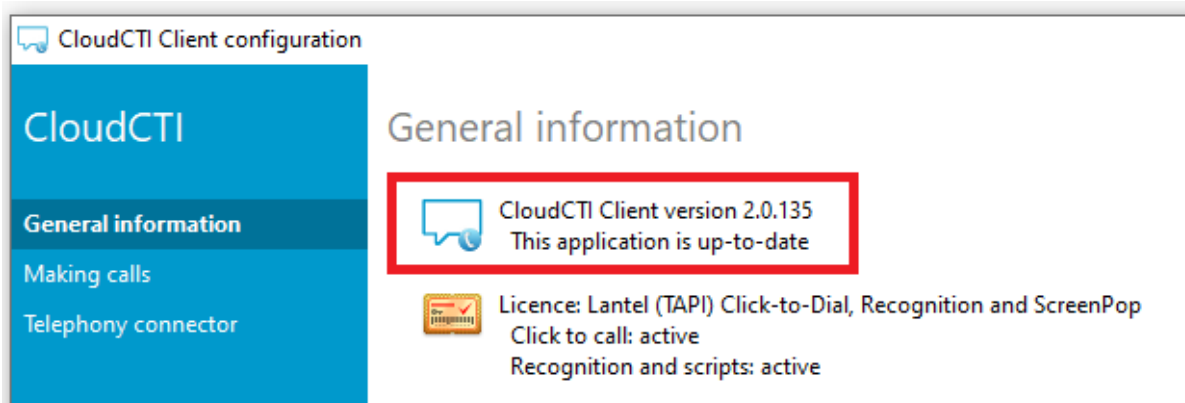 CloudCTI Client configuration
CloudCTI
General information
Making calls
Telephony connector
General information
CloudCTI Client version 2.0.135
This application is up-to-date
Licence: Lantel (TAPI) Click-to-Dial, Recognition and ScreenPop
Click to call: active
Recognition and scripts: active